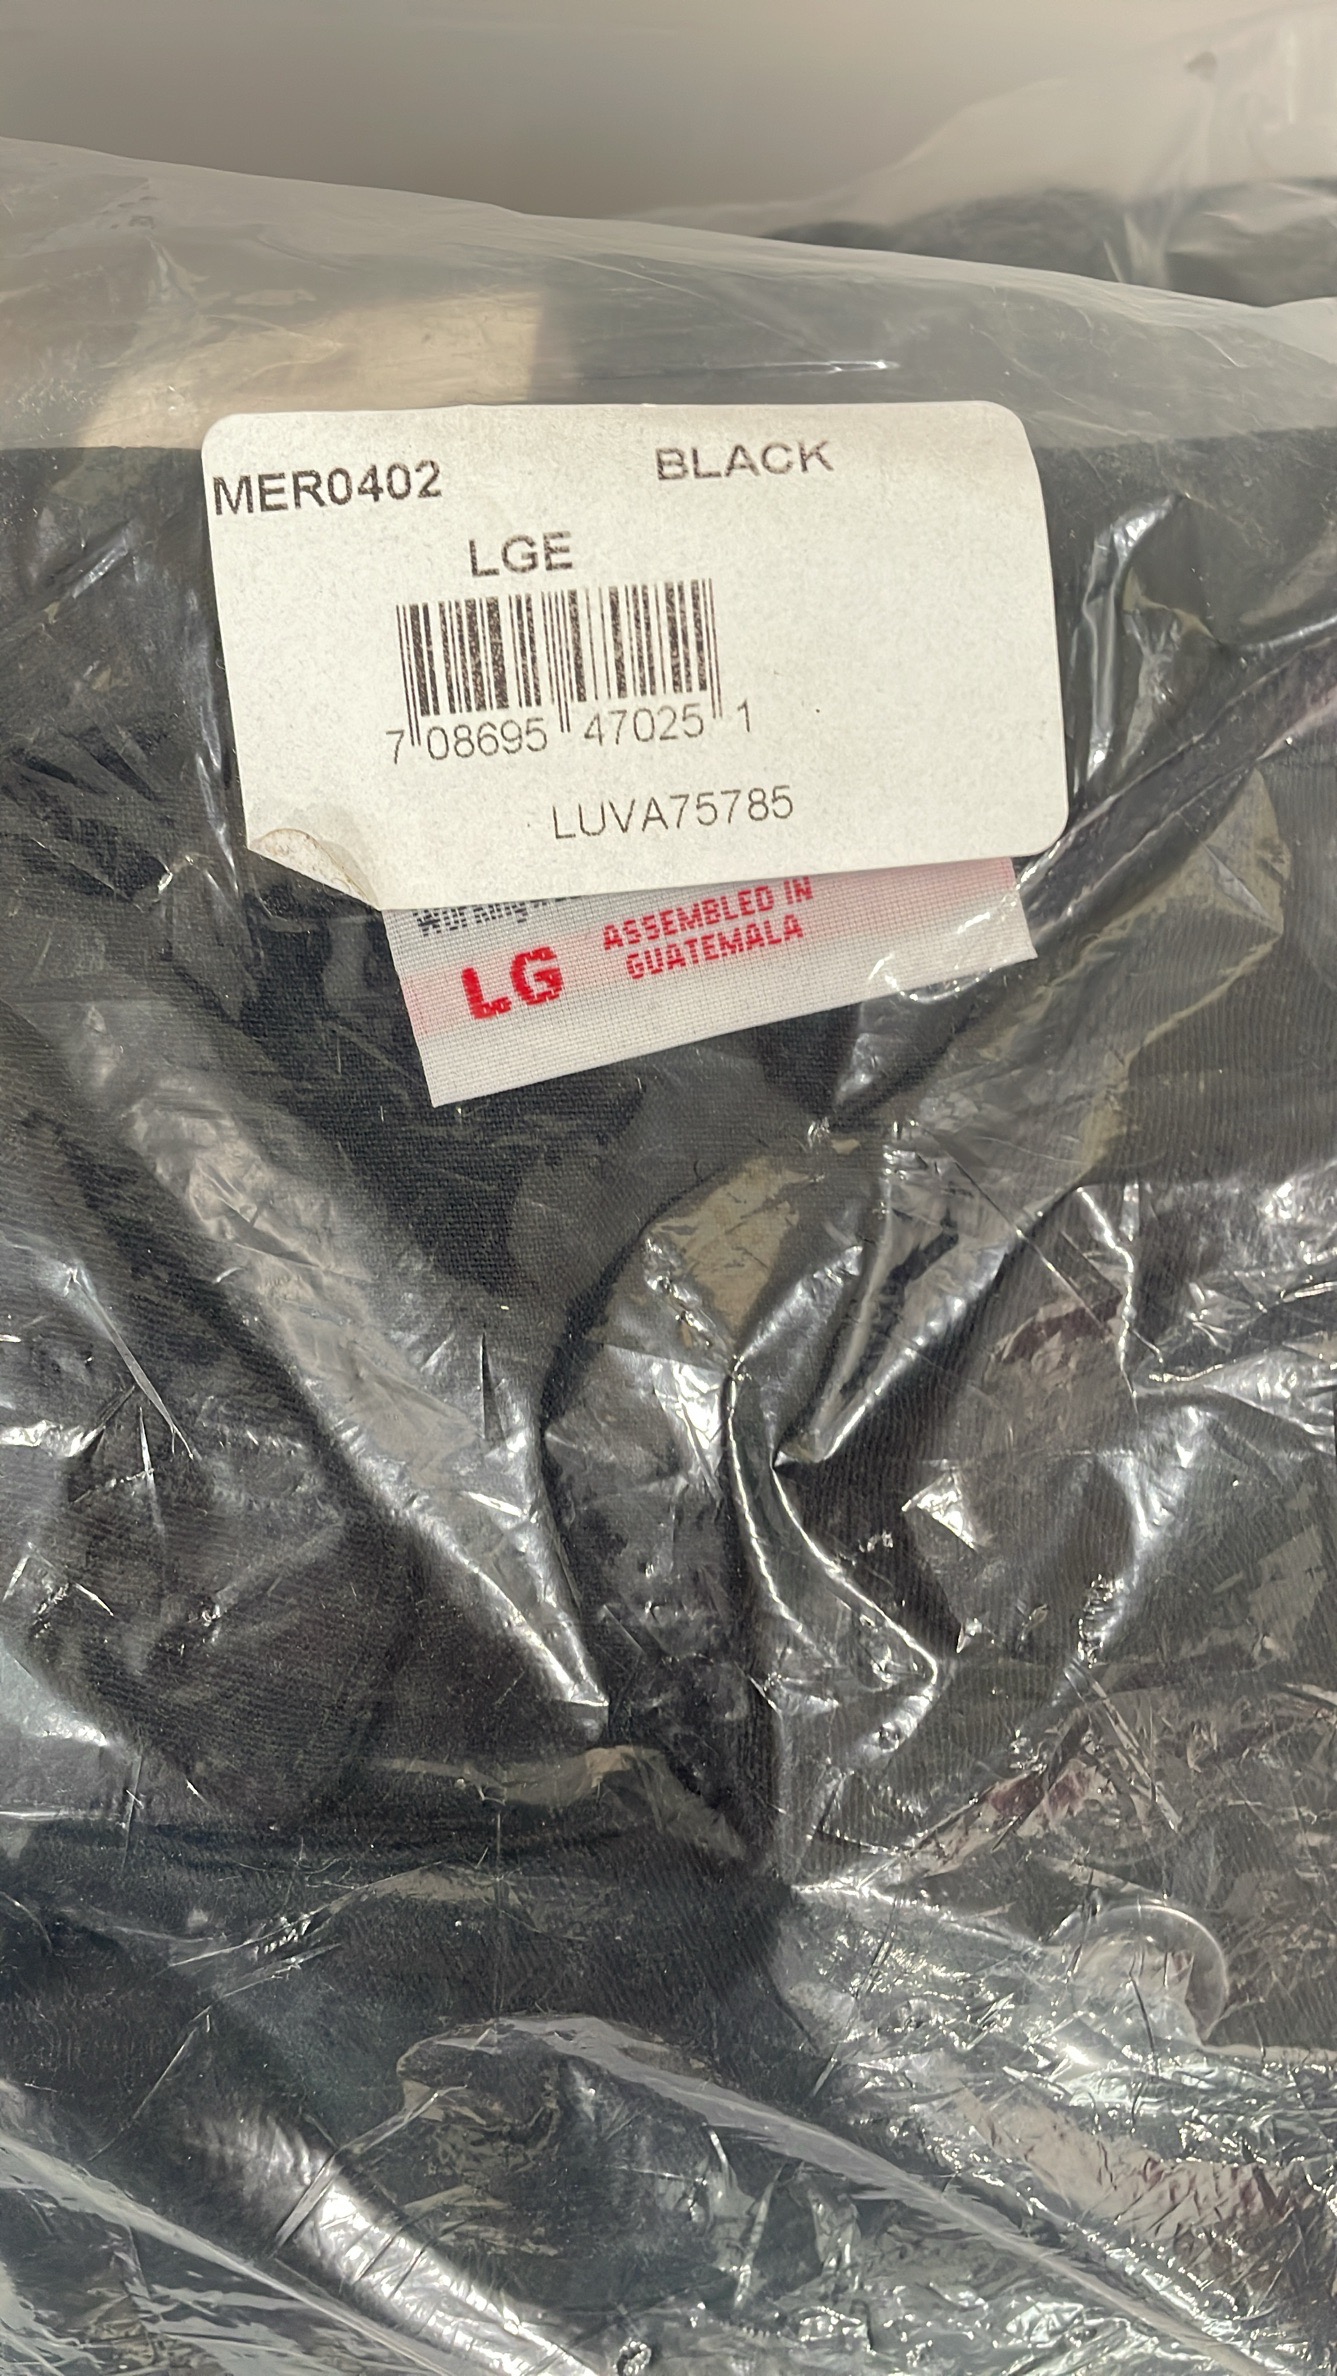 MER0402 BLACK
LGE
7 08695 47025 1
LUVA75785
LG ASSEMBLED IN
GUATEMALA